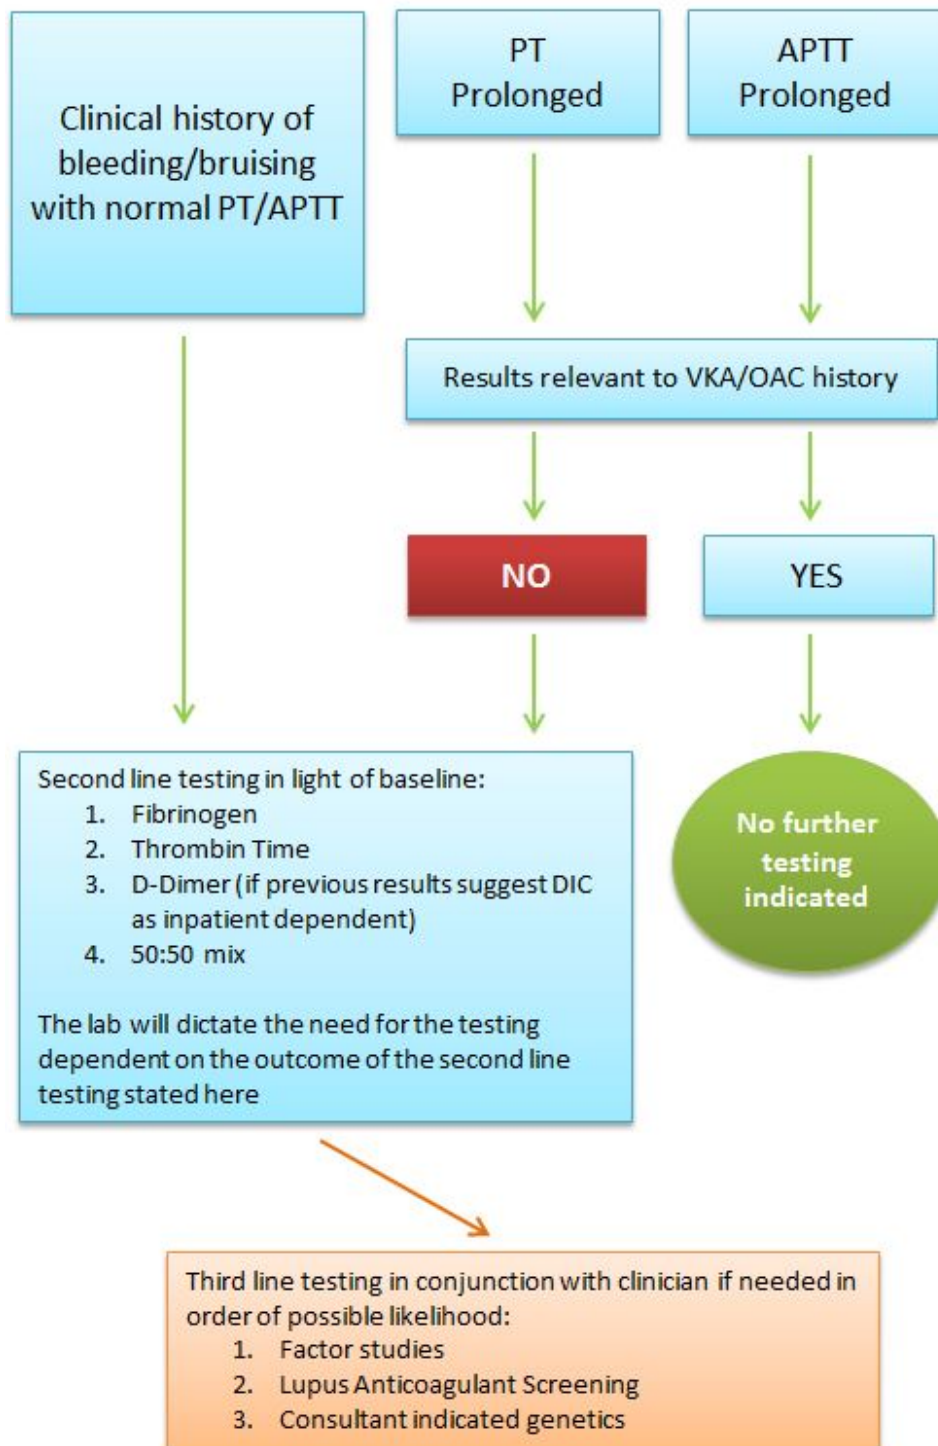 Clinical history of
bleeding/bruising
with normal PT/APTT
PT
Prolonged
APTT
Prolonged
Results relevant to VKA/OAC history
NO
YES
Second line testing in light of baseline:
1. Fibrinogen
2. Thrombin Time
3. D-Dimer (if previous results suggest DIC
as inpatient dependent)
4. 50:50 mix
The lab will dictate the need for the testing
dependent on the outcome of the second line
testing stated here
No further
testing
indicated
Third line testing in conjunction with clinician if needed in
order of possible likelihood:
1. Factor studies
2. Lupus Anticoagulant Screening
3. Consultant indicated genetics